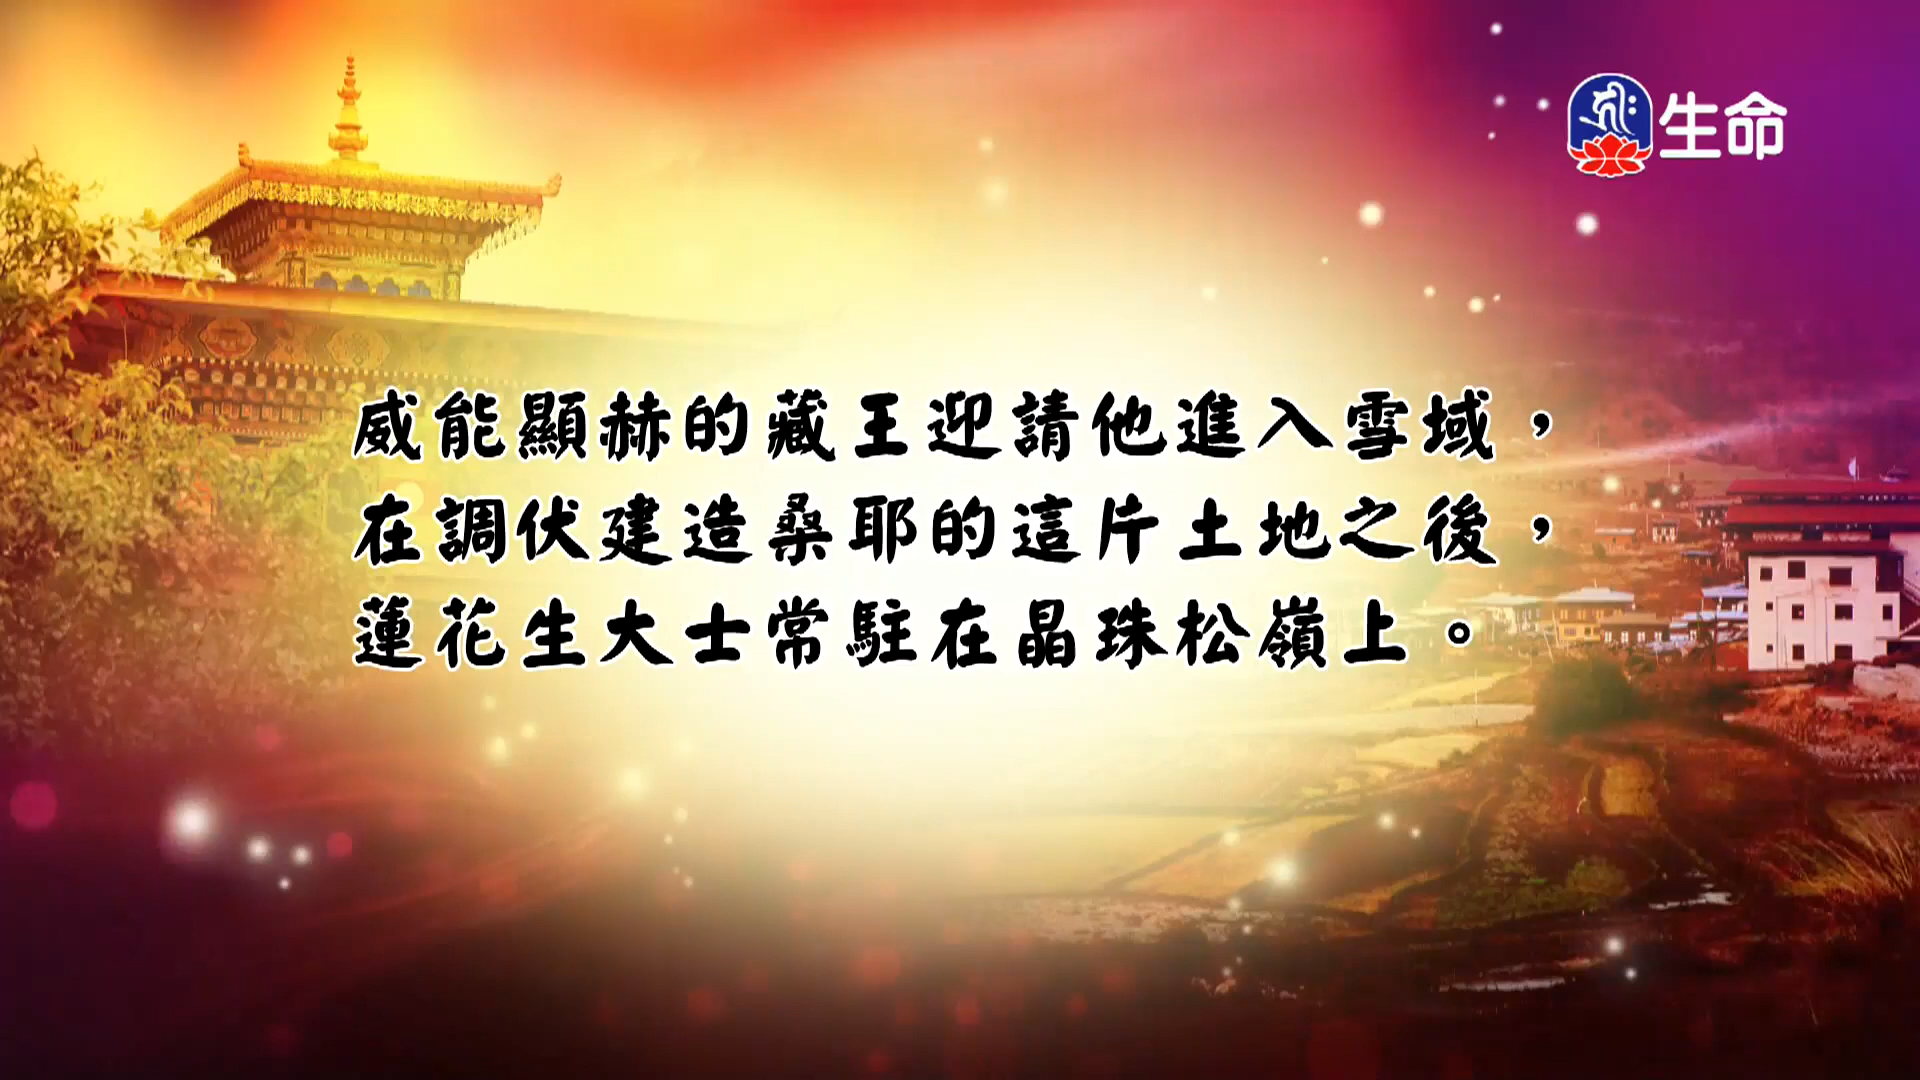 生命
威能顯赫的藏王迎請他進入雪域，
在調伏建造桑耶的這片土地之後，
蓮花生大士常駐在晶珠松嶺上。